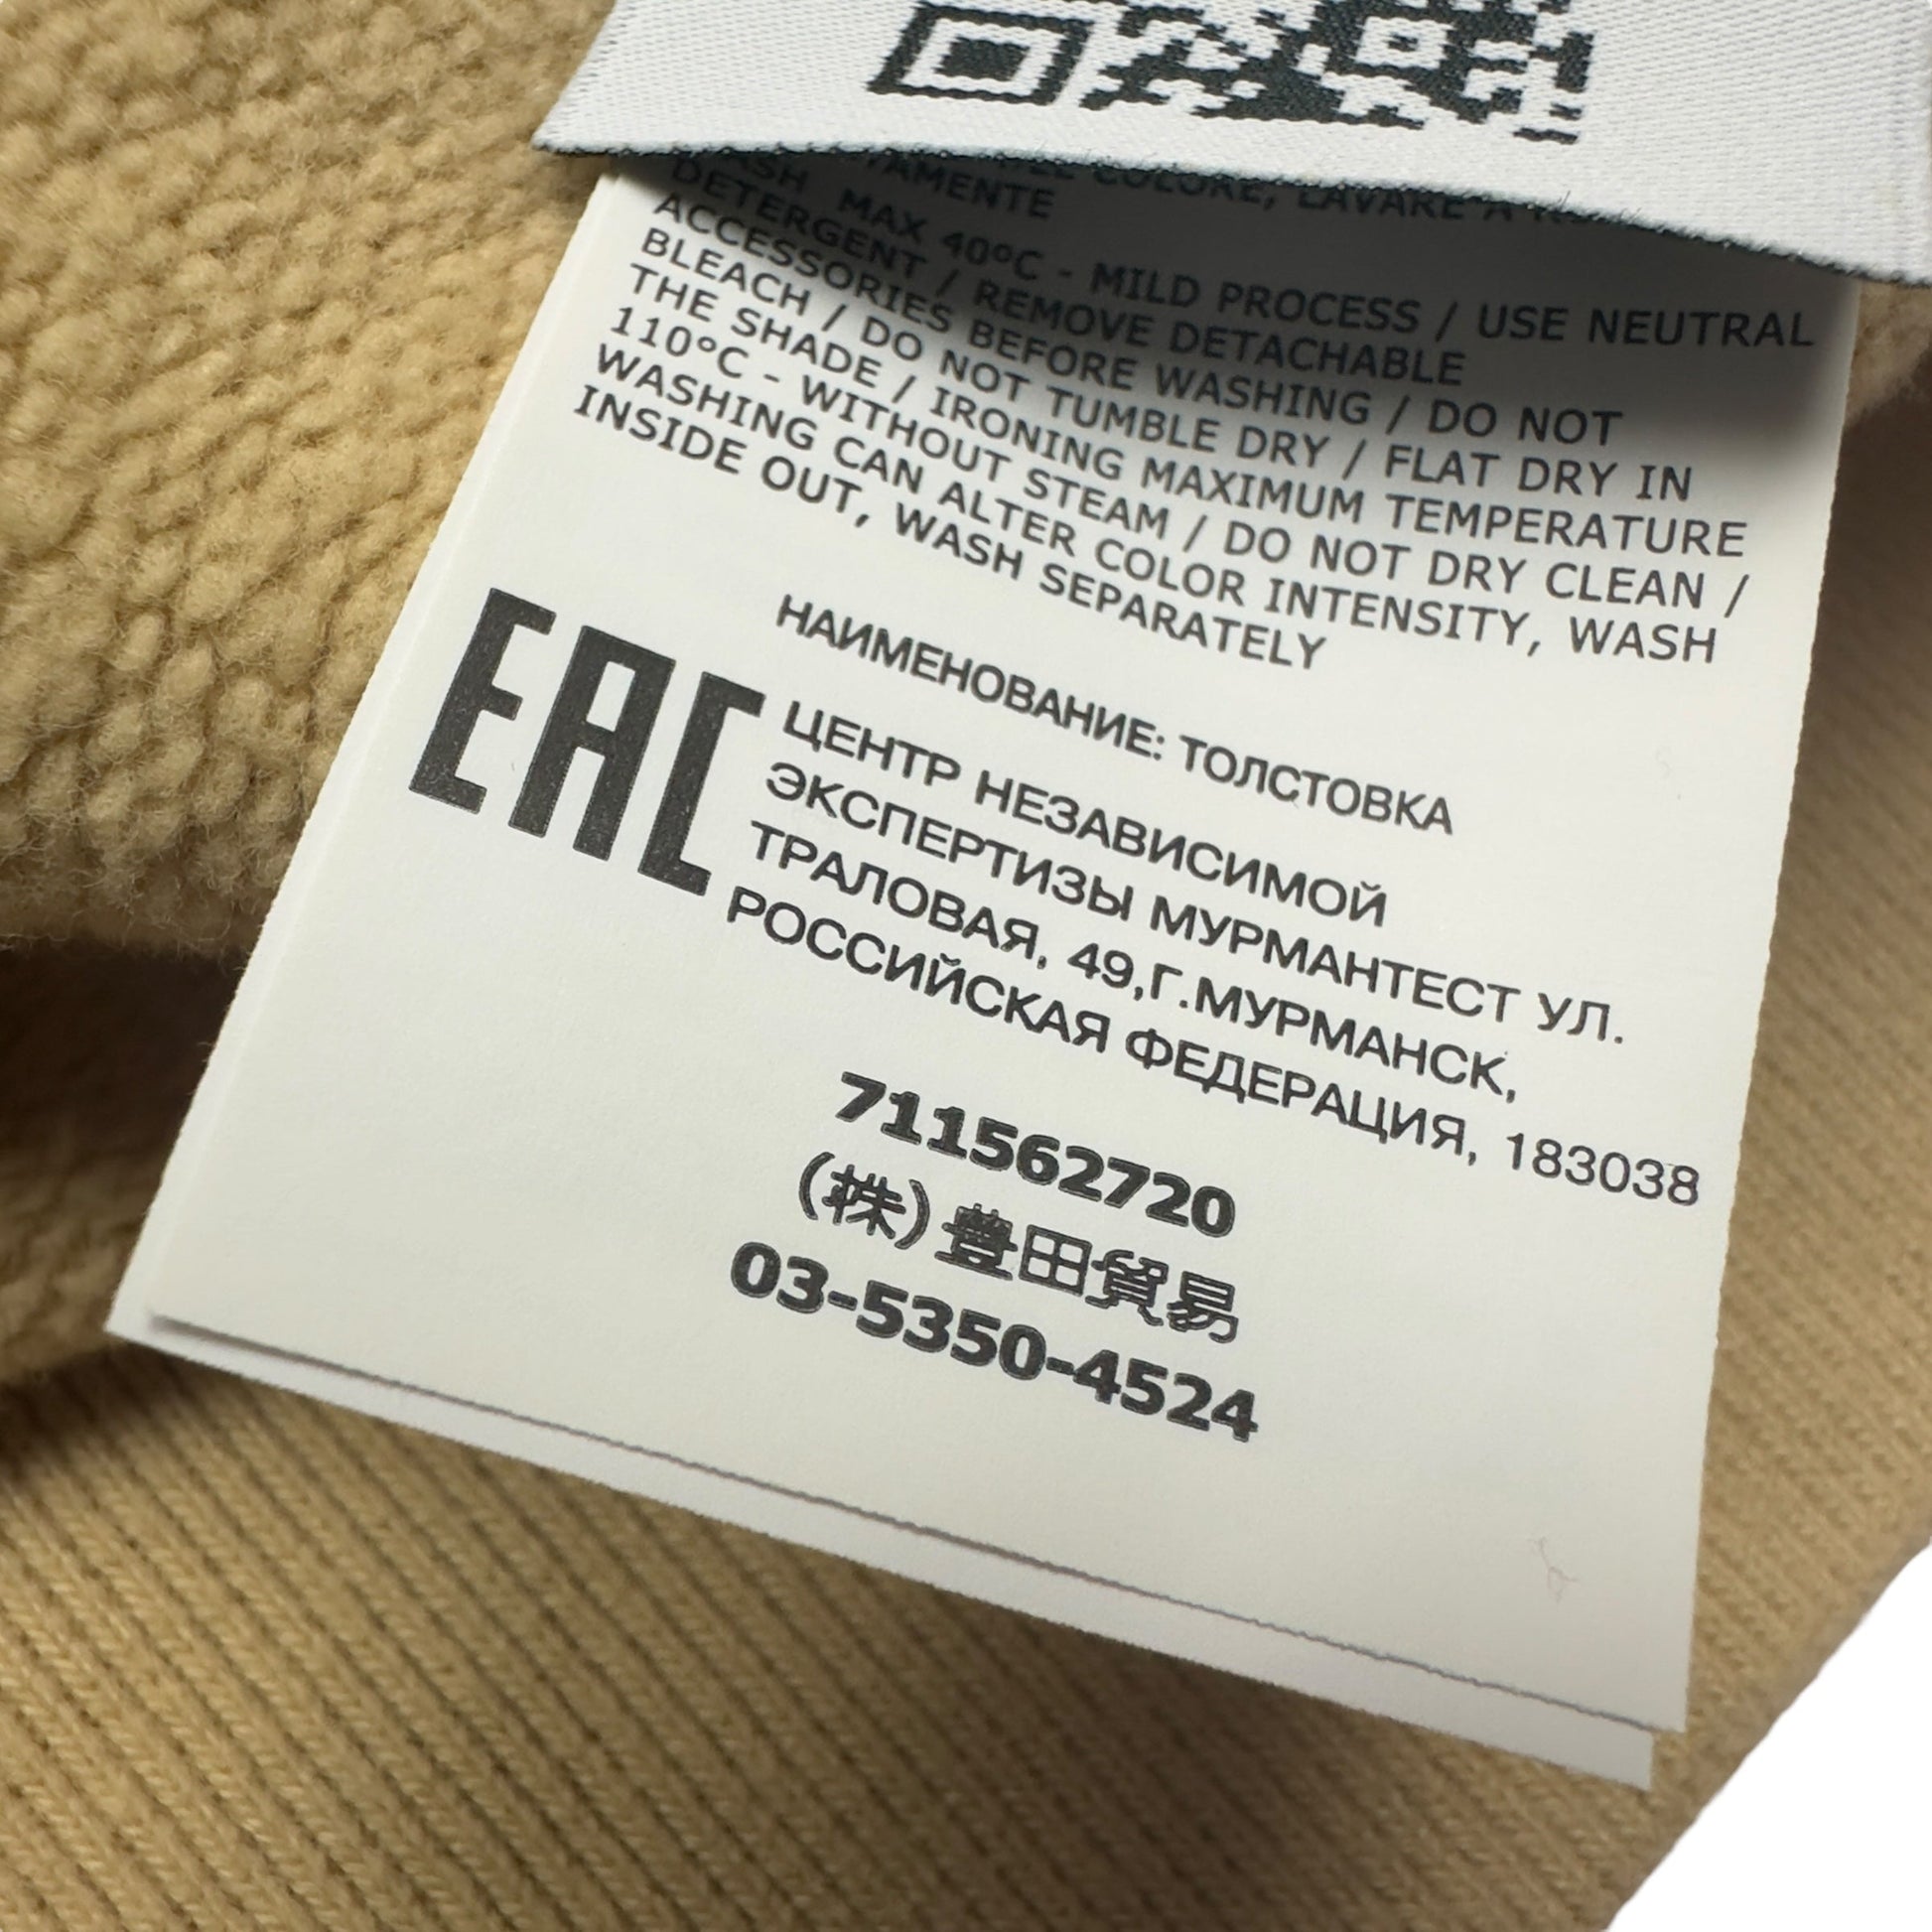 COLORE, LAVARE A
WASH MAX 40°C - MILD PROCESS / USE NEUTRAL
DETERGENT / REMOVE DETACHABLE
ACCESSORIES BEFORE WASHING / DO NOT
BLEACH / DO NOT TUMBLE DRY / FLAT DRY IN
THE SHADE / IRONING MAXIMUM TEMPERATURE
110°C - WITHOUT STEAM / DO NOT DRY CLEAN /
WASHING CAN ALTER COLOR INTENSITY, WASH
INSIDE OUT, WASH SEPARATELY
EAC
НАИМЕНОВАНИЕ: ТОЛСТОВКА
ЦЕНТР НЕЗАВИСИМОЙ
ЭКСПЕРТИЗЫ МУРМАНТЕСТ УЛ.
ТРАЛОВАЯ, 49,Г.МУРМАНСК,
РОССИЙСКАЯ ФЕДЕРАЦИЯ, 183038
711562720
(株)豊田貿易
03-5350-4524